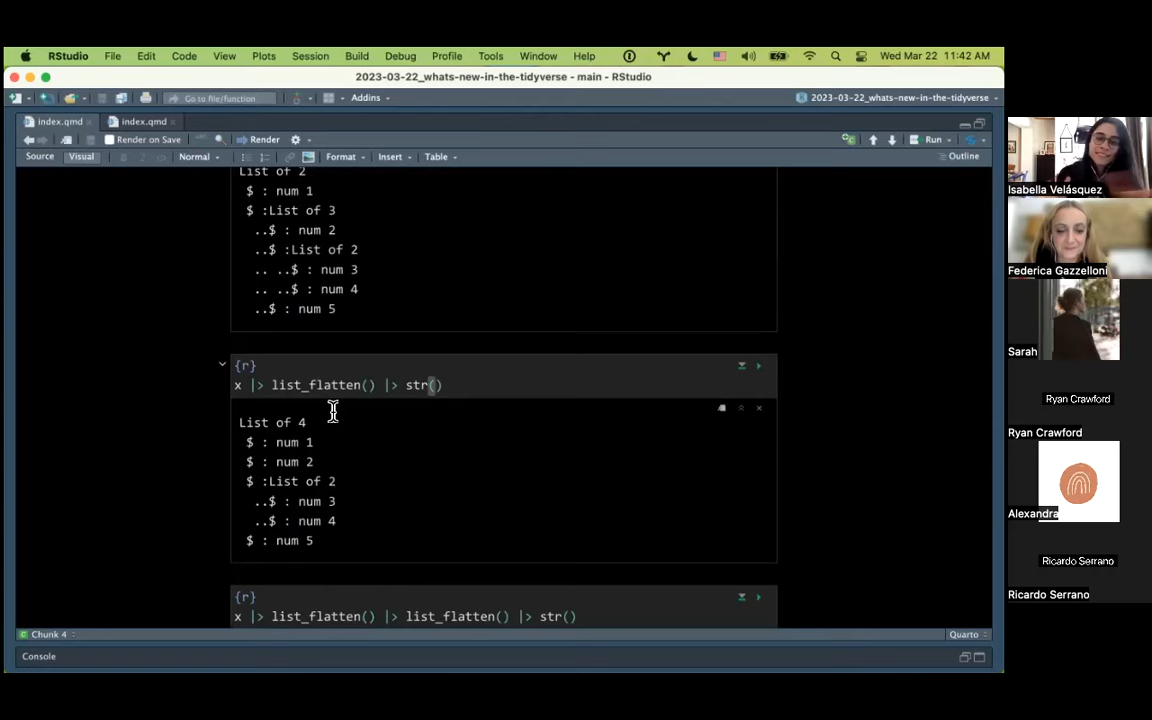 RStudio File Edit Code View Plots Session Build Debug Profile Tools Window Help Wed Mar 22 11:42 AM
2023-03-22_whats-new-in-the-tidyverse - main - RStudio
Go to file/function Addins 2023-03-22_whats-new-in-the-tidyverse
index.qmd index.qmd
Render on Save Render Run
Source Visual B I Normal Format Insert Table Outline
List of 2
$ : num 1
$ :List of 3
..$ : num 2
..$ :List of 2
.. ..$ : num 3
.. ..$ : num 4
..$ : num 5
{r}
x |> list_flatten() |> str()
List of 4
$ : num 1
$ : num 2
$ :List of 2
..$ : num 3
..$ : num 4
$ : num 5
{r}
x |> list_flatten() |> list_flatten() |> str()
Chunk 4 Quarto
Console
Isabella Velásquez
Federica Gazzelloni
Sarah
Ryan Crawford
Ryan Crawford
Alexandra
Ricardo Serrano
Ricardo Serrano